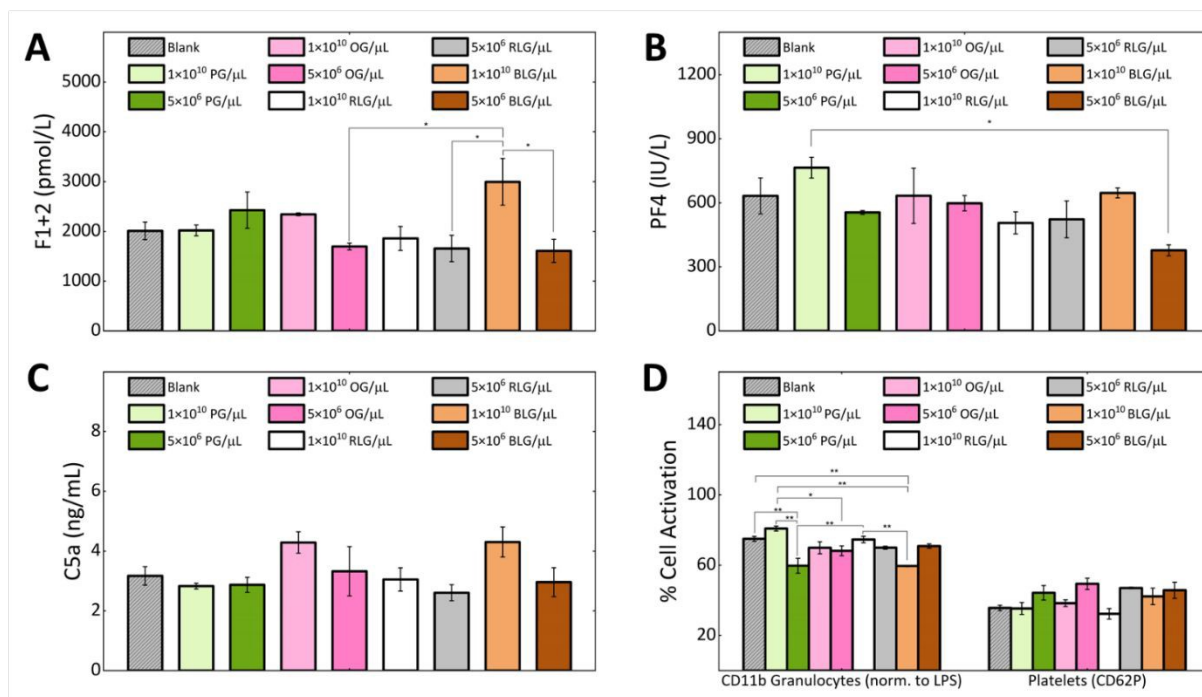 A
Blank
1×10¹⁰ OG/μL
5×10⁶ RLG/μL
1×10¹⁰ PG/μL
5×10⁶ OG/μL
1×10¹⁰ BLG/μL
5×10⁶ PG/μL
1×10¹⁰ RLG/μL
5×10⁶ BLG/μL
F1+2 (pmol/L)
5000
4000
3000
2000
1000
0
*
*
*
B
Blank
1×10¹⁰ OG/μL
5×10⁶ RLG/μL
1×10¹⁰ PG/μL
5×10⁶ OG/μL
1×10¹⁰ BLG/μL
5×10⁶ PG/μL
1×10¹⁰ RLG/μL
5×10⁶ BLG/μL
PF4 (IU/L)
1200
900
600
300
0
*
C
Blank
1×10¹⁰ OG/μL
5×10⁶ RLG/μL
1×10¹⁰ PG/μL
5×10⁶ OG/μL
1×10¹⁰ BLG/μL
5×10⁶ PG/μL
1×10¹⁰ RLG/μL
5×10⁶ BLG/μL
C5a (ng/mL)
8
6
4
2
0
D
Blank
1×10¹⁰ OG/μL
5×10⁶ RLG/μL
1×10¹⁰ PG/μL
5×10⁶ OG/μL
1×10¹⁰ BLG/μL
5×10⁶ PG/μL
1×10¹⁰ RLG/μL
5×10⁶ BLG/μL
% Cell Activation
140
100
60
20
**
**
*
**
**
**
**
CD11b Granulocytes (norm. to LPS)
Platelets (CD62P)